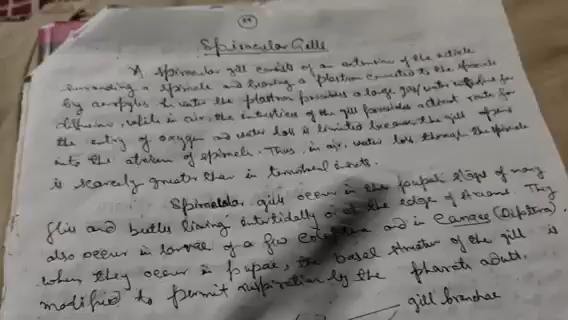 Spiracular Gills
A spiracular gill consists of an extension of the cuticle
surrounding a spiracle and bearing a plastron connected to the spiracle
by aeropyles. In water the plastron provides a large gas/water interface for
diffusion, while in air, the interstices of the gill provides a direct route for
the entry of oxygen and water loss is limited because the gill opens
into the atrium of spiracle. Thus, in air, water loss through the spiracle
is scarcely greater than in terrestrial insects.
Spiracular gills occur in the pupal stage of many
flies and beetles living intertidally or at the edge of streams. They
also occur in larvae of a few and in Canace (Diptera).
when they occur in pupae, the basal structure of the gill is
modified to permit respiration by the pharate adult.
gill branchae